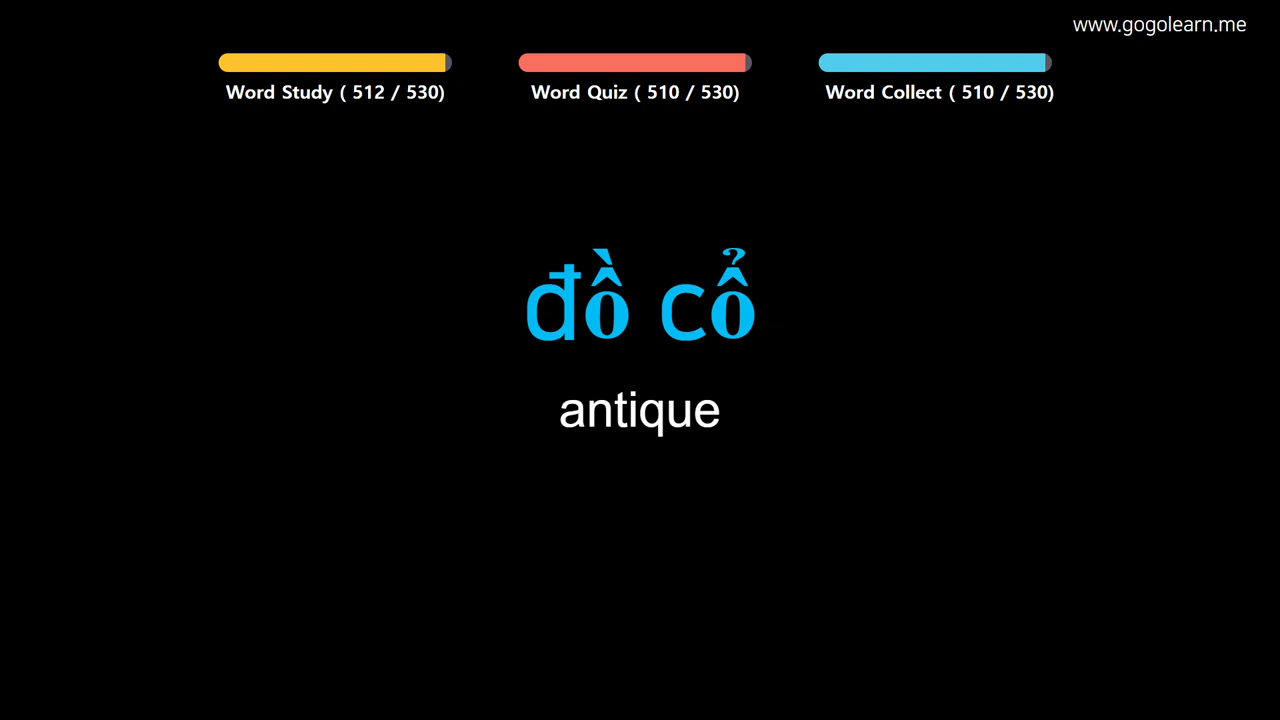 www.gogolearn.me
Word Study ( 512 / 530)
Word Quiz ( 510 / 530)
Word Collect ( 510 / 530)
đồ cổ
antique